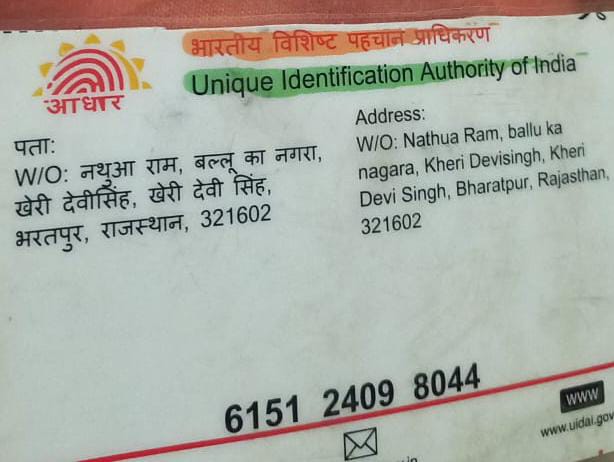 भारतीय विशिष्ट पहचान प्राधिकरण
Unique Identification Authority of India
आधार
पता:
W/O: नथुआ राम, बल्लू का नगरा,
खेरी देवीसिंह, खेरी देवी सिंह,
भरतपुर, राजस्थान, 321602
Address:
W/O: Nathua Ram, ballu ka
nagara, Kheri Devisingh, Kheri
Devi Singh, Bharatpur, Rajasthan,
321602
6151 2409 8044
www
www.uidai.gov